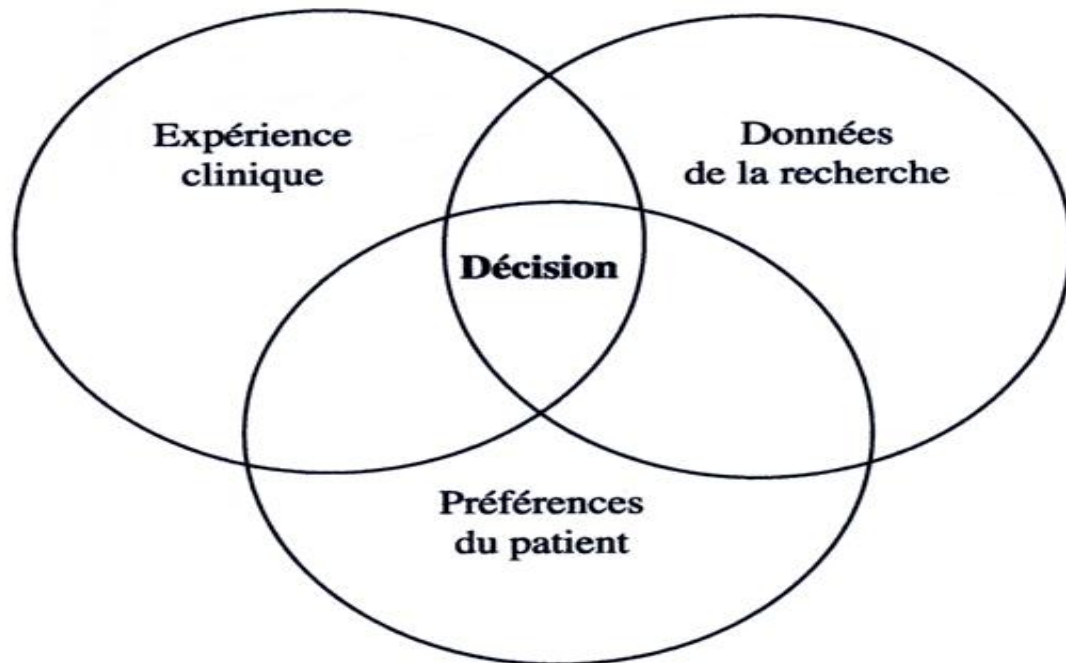 Expérience
clinique
Données
de la recherche
Décision
Préférences
du patient